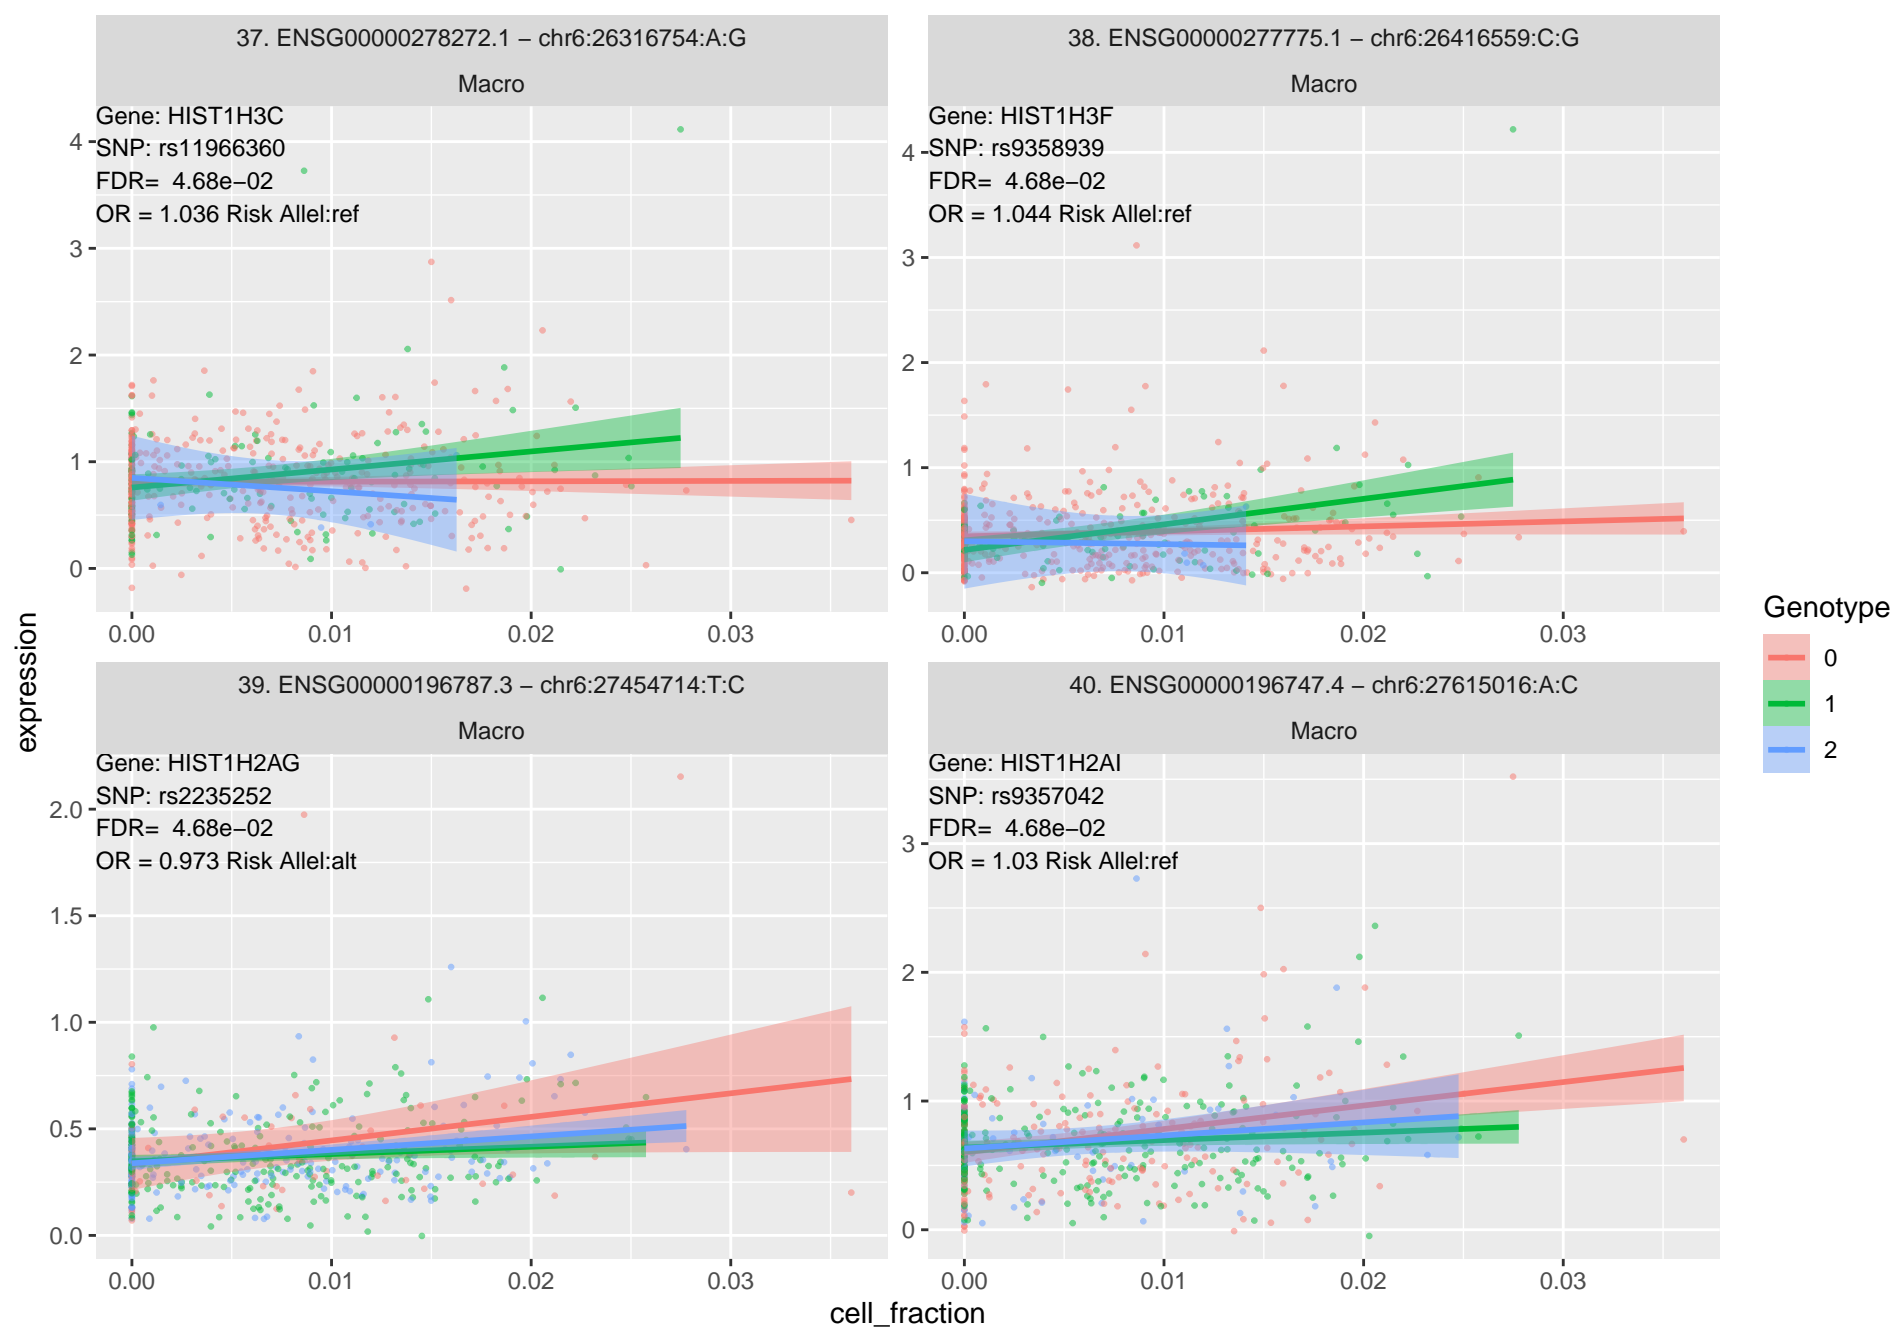 37. ENSG00000278272.1 − chr6:26316754:A:G
Macro
Gene: HIST1H3C
SNP: rs11966360
FDR= 4.68e−02
OR = 1.036 Risk Allel:ref
4
3
2
1
0
0.00 0.01 0.02 0.03
38. ENSG00000277775.1 − chr6:26416559:C:G
Macro
Gene: HIST1H3F
SNP: rs9358939
FDR= 4.68e−02
OR = 1.044 Risk Allel:ref
4
3
2
1
0
0.00 0.01 0.02 0.03
39. ENSG00000196787.3 − chr6:27454714:T:C
Macro
Gene: HIST1H2AG
SNP: rs2235252
FDR= 4.68e−02
OR = 0.973 Risk Allel:alt
2.0
1.5
1.0
0.5
0.0
0.00 0.01 0.02 0.03
40. ENSG00000196747.4 − chr6:27615016:A:C
Macro
Gene: HIST1H2AI
SNP: rs9357042
FDR= 4.68e−02
OR = 1.03 Risk Allel:ref
3
2
1
0
0.00 0.01 0.02 0.03
expression
cell_fraction
Genotype
0
1
2